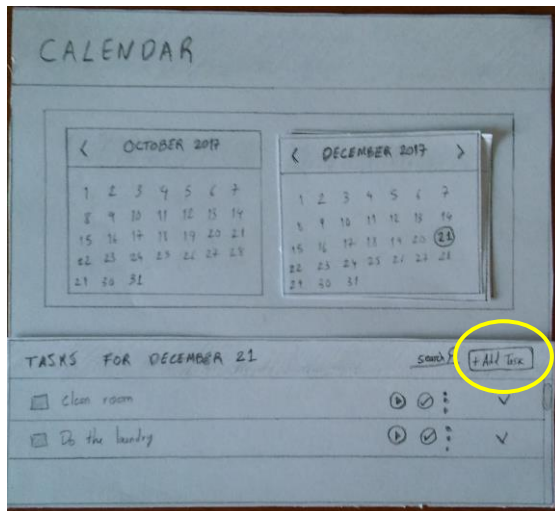 CALENDAR
< OCTOBER 2017
1 2 3 4 5 6 7
8 9 10 11 12 13 14
15 16 17 18 19 20 21
22 23 24 25 26 27 28
29 30 31
< DECEMBER 2017 >
1 2 3 4 5 6 7
8 9 10 11 12 13 14
15 16 17 18 19 20 21
22 23 24 25 26 27 28
29 30 31
TASKS FOR DECEMBER 21 search + Add Task
Clean room
Do the laundry